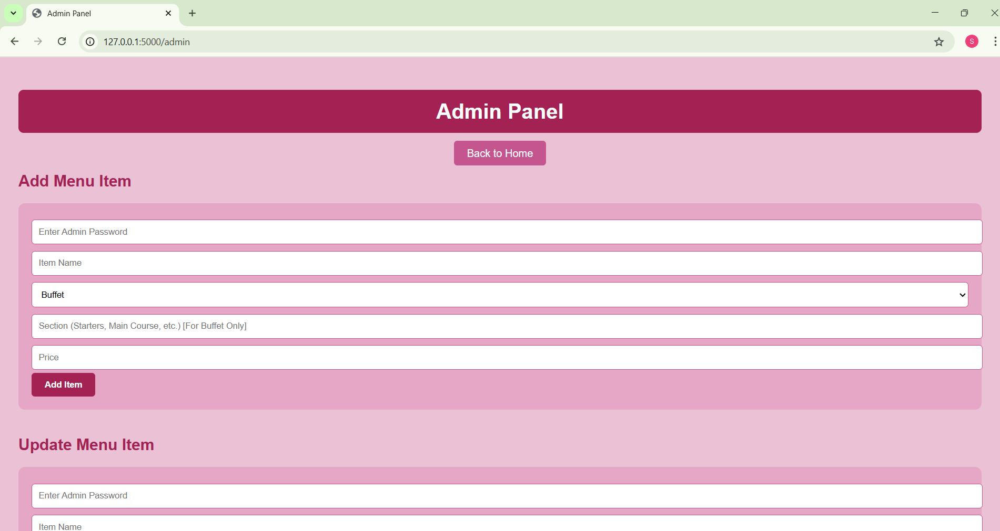 Admin Panel
127.0.0.1:5000/admin
S
Admin Panel
Back to Home
Add Menu Item
Enter Admin Password
Item Name
Buffet
Section (Starters, Main Course, etc.) [For Buffet Only]
Price
Add Item
Update Menu Item
Enter Admin Password
Item Name